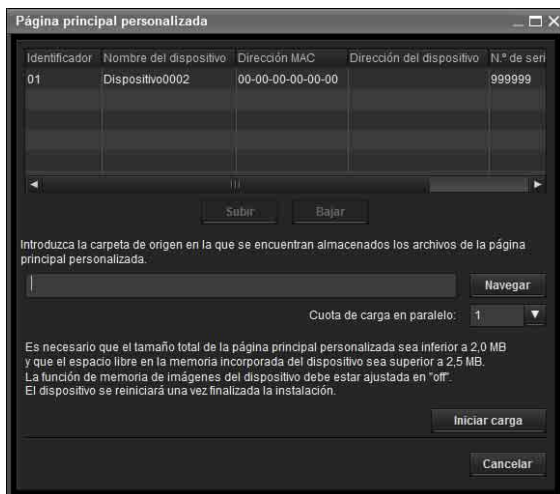 Página principal personalizada
Identificador Nombre del dispositivo Dirección MAC Dirección del dispositivo N.º de seri
01 Dispositivo0002 00-00-00-00-00-00 999999
Subir Bajar
Introduzca la carpeta de origen en la que se encuentran almacenados los archivos de la página
principal personalizada.
Navegar
Cuota de carga en paralelo: 1
Es necesario que el tamaño total de la página principal personalizada sea inferior a 2,0 MB
y que el espacio libre en la memoria incorporada del dispositivo sea superior a 2,5 MB.
La función de memoria de imágenes del dispositivo debe estar ajustada en "off".
El dispositivo se reiniciará una vez finalizada la instalación.
Iniciar carga
Cancelar